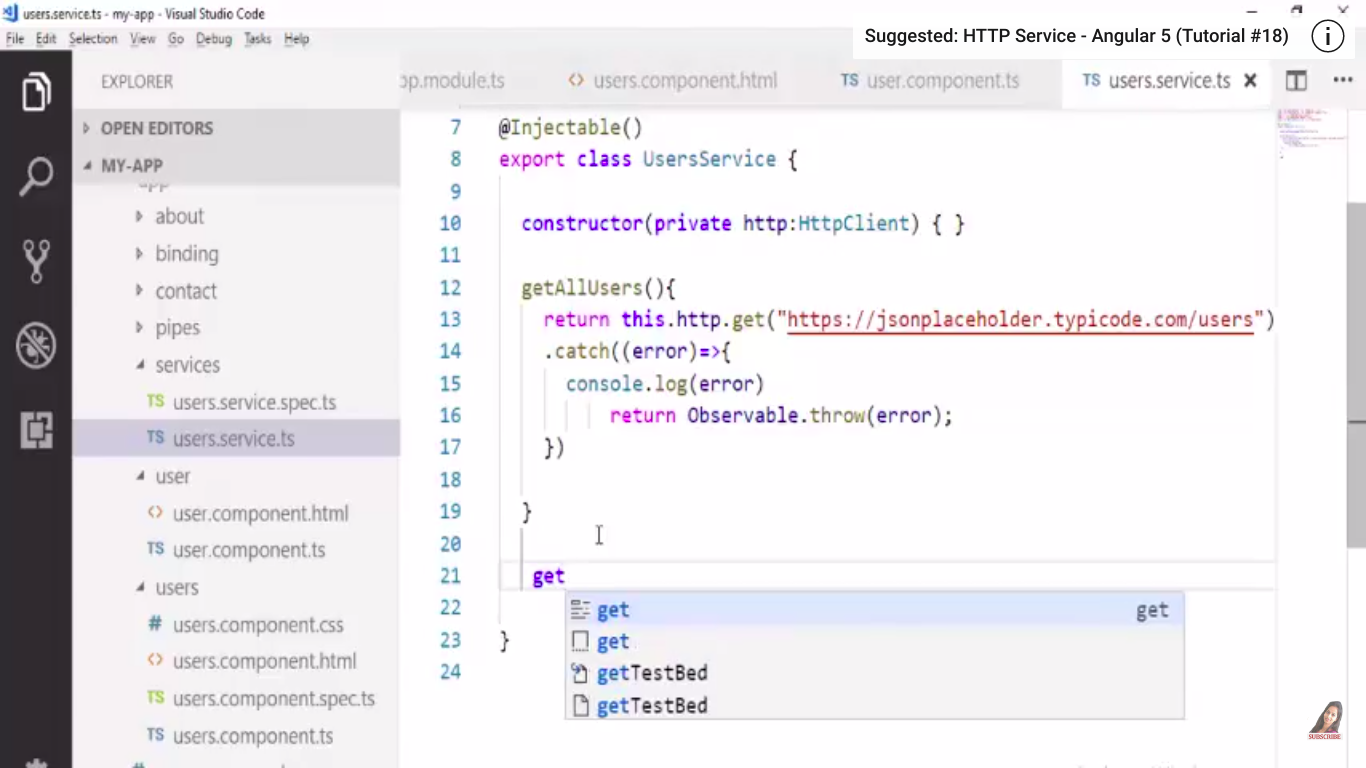 users.service.ts - my-app - Visual Studio Code
File Edit Selection View Go Debug Tasks Help
Suggested: HTTP Service - Angular 5 (Tutorial #18)
EXPLORER
OPEN EDITORS
MY-APP
app
about
binding
contact
pipes
services
TS users.service.spec.ts
TS users.service.ts
user
<> user.component.html
TS user.component.ts
users
# users.component.css
<> users.component.html
TS users.component.spec.ts
TS users.component.ts
pp.module.ts <> users.component.html TS user.component.ts TS users.service.ts
7 @Injectable()
8 export class UsersService {
9
10 constructor(private http:HttpClient) { }
11
12 getAllUsers(){
13 return this.http.get("https://jsonplaceholder.typicode.com/users")
14 .catch((error)=>{
15 console.log(error)
16 return Observable.throw(error);
17 })
18
19 }
20
21 get
22
23 }
24
get get
get
getTestBed
getTestBed
SUBSCRIBE